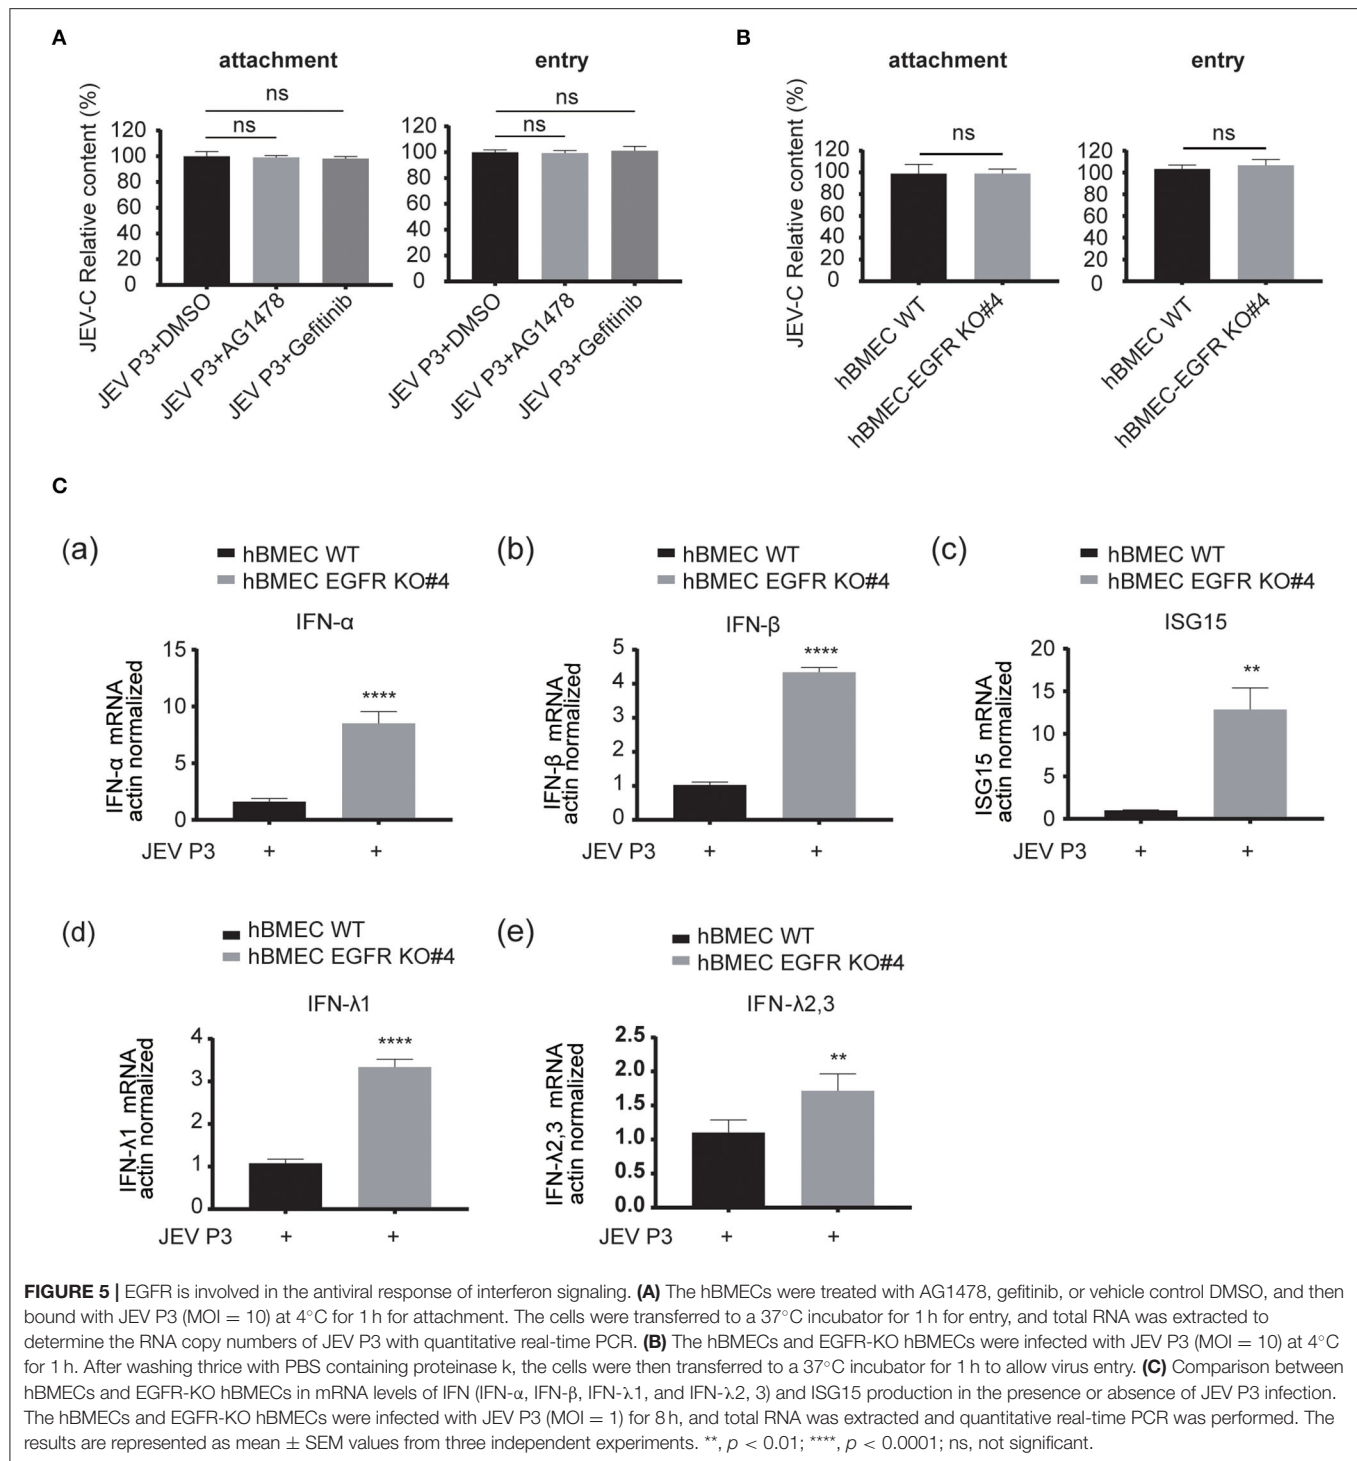 A
attachment
entry
JEV-C Relative content (%)
ns
ns
120
100
80
60
40
20
0
JEV P3+DMSO
JEV P3+AG1478
JEV P3+Gefitinib
ns
ns
120
100
80
60
40
20
0
JEV P3+DMSO
JEV P3+AG1478
JEV P3+Gefitinib
B
attachment
entry
JEV-C Relative content (%)
ns
120
100
80
60
40
20
0
hBMEC WT
hBMEC-EGFR KO#4
ns
120
100
80
60
40
20
0
hBMEC WT
hBMEC-EGFR KO#4
C
(a)
hBMEC WT
hBMEC EGFR KO#4
IFN-α
IFN-α mRNA
actin normalized
15
10
5
0
****
JEV P3 + +
(b)
hBMEC WT
hBMEC EGFR KO#4
IFN-β
IFN-β mRNA
actin normalized
5
4
3
2
1
0
****
JEV P3 + +
(c)
hBMEC WT
hBMEC EGFR KO#4
ISG15
ISG15 mRNA
actin normalized
20
15
10
5
0
**
JEV P3 + +
(d)
hBMEC WT
hBMEC EGFR KO#4
IFN-λ1
IFN-λ1 mRNA
actin normalized
4
3
2
1
0
****
JEV P3 + +
(e)
hBMEC WT
hBMEC EGFR KO#4
IFN-λ2,3
IFN-λ2,3 mRNA
actin normalized
2.5
2.0
1.5
1.0
0.5
0.0
**
JEV P3 + +
FIGURE 5 | EGFR is involved in the antiviral response of interferon signaling. (A) The hBMECs were treated with AG1478, gefitinib, or vehicle control DMSO, and then
bound with JEV P3 (MOI = 10) at 4°C for 1 h for attachment. The cells were transferred to a 37°C incubator for 1 h for entry, and total RNA was extracted to
determine the RNA copy numbers of JEV P3 with quantitative real-time PCR. (B) The hBMECs and EGFR-KO hBMECs were infected with JEV P3 (MOI = 10) at 4°C
for 1 h. After washing thrice with PBS containing proteinase k, the cells were then transferred to a 37°C incubator for 1 h to allow virus entry. (C) Comparison between
hBMECs and EGFR-KO hBMECs in mRNA levels of IFN (IFN-α, IFN-β, IFN-λ1, and IFN-λ2, 3) and ISG15 production in the presence or absence of JEV P3 infection.
The hBMECs and EGFR-KO hBMECs were infected with JEV P3 (MOI = 1) for 8 h, and total RNA was extracted and quantitative real-time PCR was performed. The
results are represented as mean ± SEM values from three independent experiments. **, p < 0.01; ****, p < 0.0001; ns, not significant.